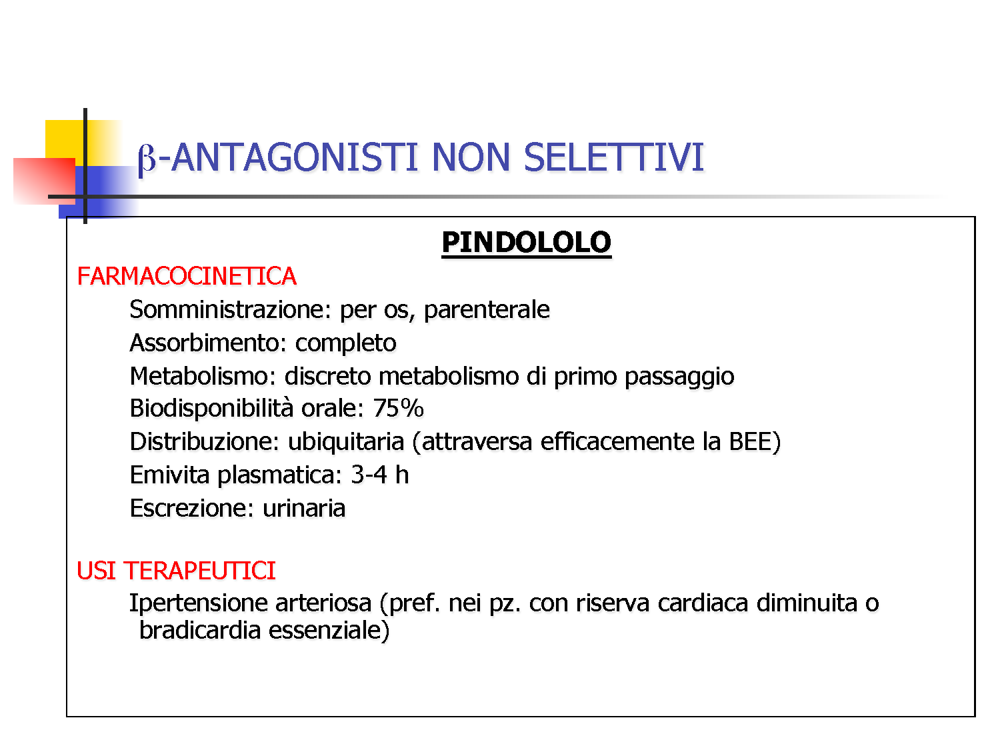 β-ANTAGONISTI NON SELETTIVI
PINDOLOLO
FARMACOCINETICA
Somministrazione: per os, parenterale
Assorbimento: completo
Metabolismo: discreto metabolismo di primo passaggio
Biodisponibilità orale: 75%
Distribuzione: ubiquitaria (attraversa efficacemente la BEE)
Emivita plasmatica: 3-4 h
Escrezione: urinaria
USI TERAPEUTICI
Ipertensione arteriosa (pref. nei pz. con riserva cardiaca diminuita o
bradicardia essenziale)